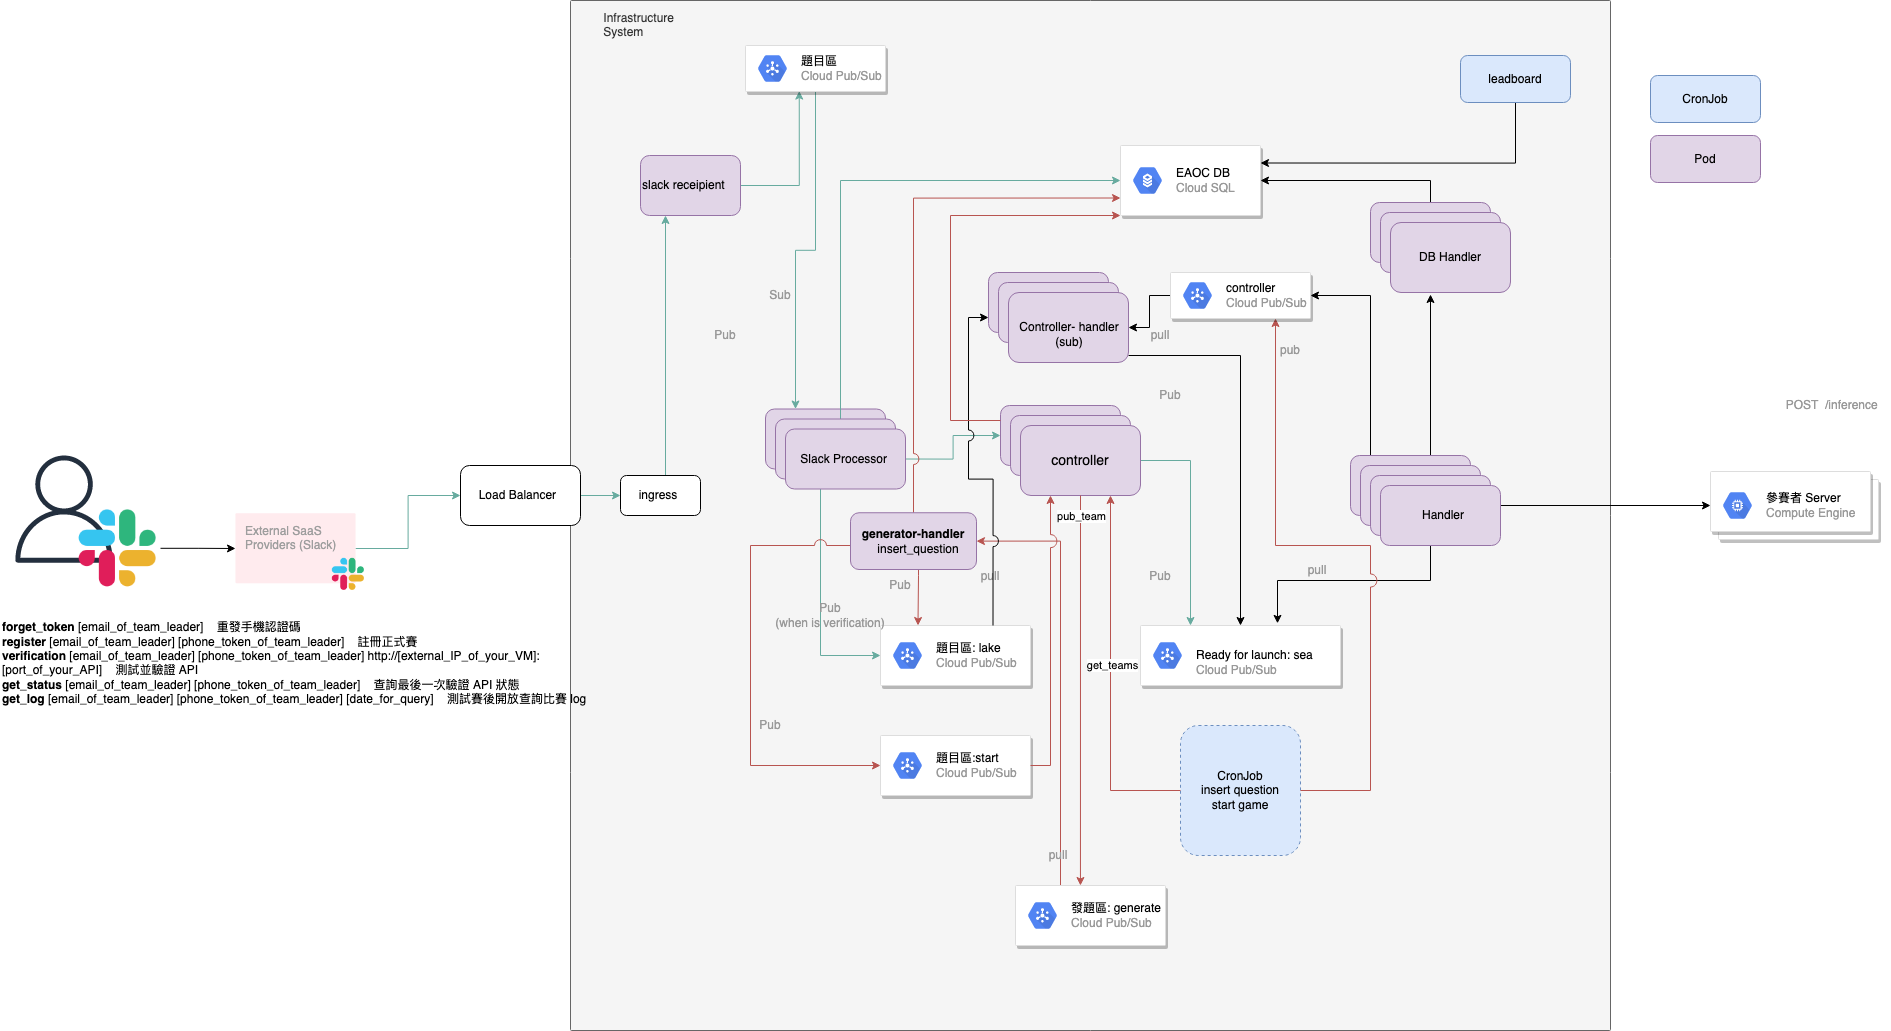 Infrastructure
System
題目區
Cloud Pub/Sub
leadboard
CronJob
Pod
slack receipient
EAOC DB
Cloud SQL
DB Handler
Sub
Pub
controller
Cloud Pub/Sub
Controller- handler
(sub)
pull
pub
Pub
POST /inference
Slack Processor
controller
Load Balancer
ingress
External SaaS
Providers (Slack)
generator-handler
insert_question
pub_team
Handler
參賽者 Server
Compute Engine
Pub
pull
Pub
pull
Pub
(when is verification)
forget_token [email_of_team_leader] 重發手機認證碼
register [email_of_team_leader] [phone_token_of_team_leader] 註冊正式賽
verification [email_of_team_leader] [phone_token_of_team_leader] http://[external_IP_of_your_VM]:
[port_of_your_API] 測試並驗證 API
get_status [email_of_team_leader] [phone_token_of_team_leader] 查詢最後一次驗證 API 狀態
get_log [email_of_team_leader] [phone_token_of_team_leader] [date_for_query] 測試賽後開放查詢比賽 log
題目區: lake
Cloud Pub/Sub
get_teams
Ready for launch: sea
Cloud Pub/Sub
Pub
題目區:start
Cloud Pub/Sub
CronJob
insert question
start game
pull
發題區: generate
Cloud Pub/Sub